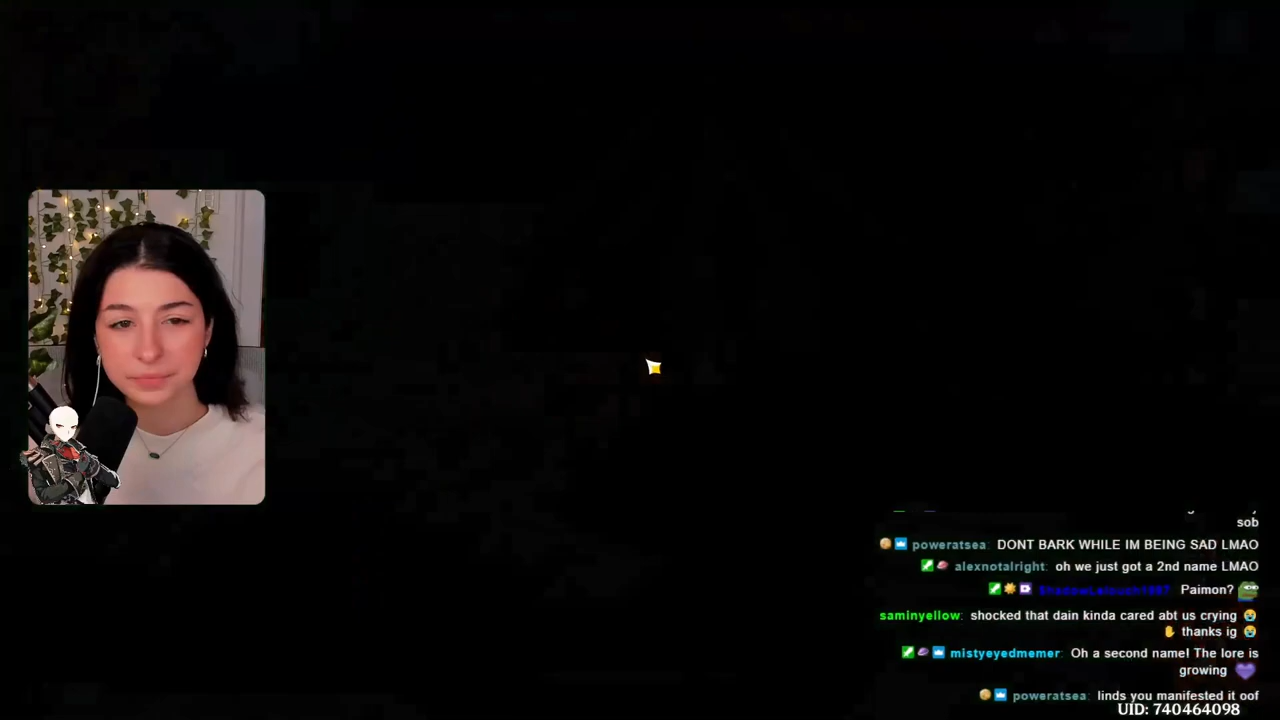 sob
poweratsea: DONT BARK WHILE IM BEING SAD LMAO
alexnotalright: oh we just got a 2nd name LMAO
Paimon?
saminyellow: shocked that dain kinda cared abt us crying
thanks ig
mistyeyedmemer: Oh a second name! The lore is
growing
poweratsea: linds you manifested it oof
UID: 740464098